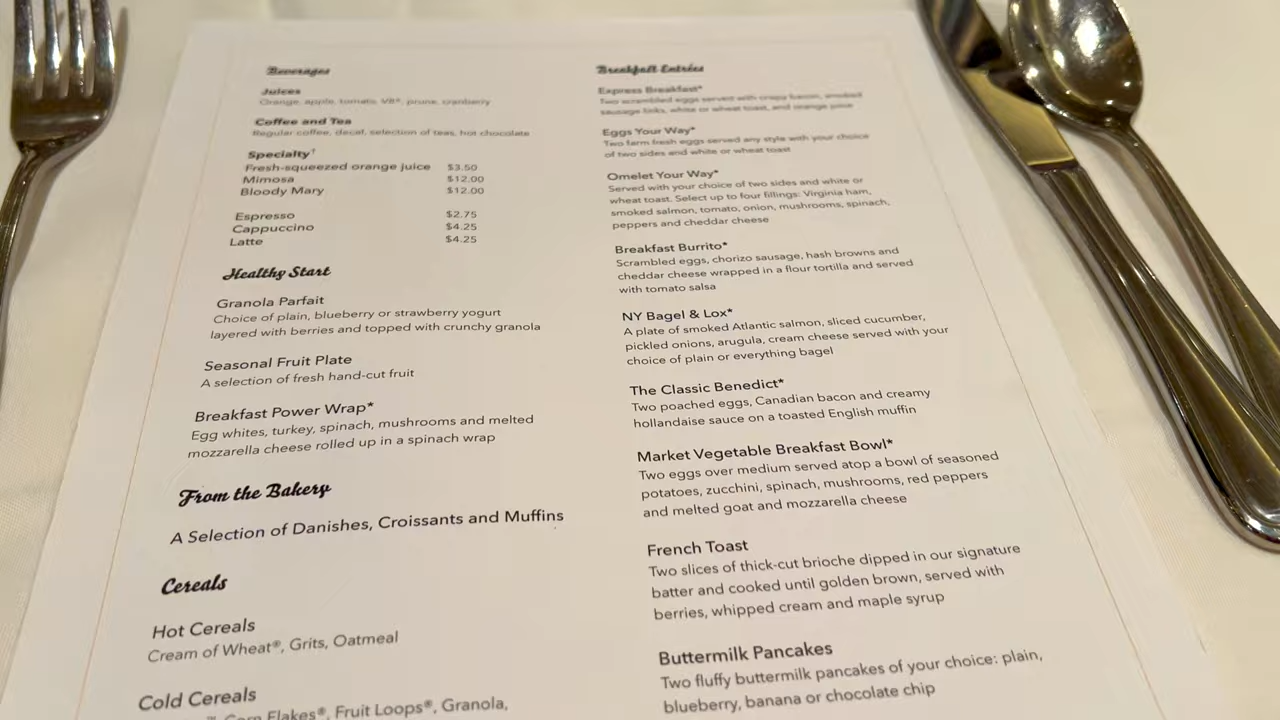 Beverages
Juices
Orange, apple, tomato, V8®, prune, cranberry
Coffee and Tea
Regular coffee, decaf, selection of teas, hot chocolate
Specialty†
Fresh-squeezed orange juice $3.50
Mimosa $12.00
Bloody Mary $12.00
Espresso $2.75
Cappuccino $4.25
Latte $4.25
Healthy Start
Granola Parfait
Choice of plain, blueberry or strawberry yogurt
layered with berries and topped with crunchy granola
Seasonal Fruit Plate
A selection of fresh hand-cut fruit
Breakfast Power Wrap*
Egg whites, turkey, spinach, mushrooms and melted
mozzarella cheese rolled up in a spinach wrap
From the Bakery
A Selection of Danishes, Croissants and Muffins
Cereals
Hot Cereals
Cream of Wheat®, Grits, Oatmeal
Cold Cereals
Corn Flakes®, Fruit Loops®, Granola,
Breakfast Entrées
Express Breakfast*
Two scrambled eggs served with crispy bacon, smoked
sausage links, white or wheat toast, and orange juice
Eggs Your Way*
Two farm fresh eggs served any style with your choice
of two sides and white or wheat toast
Omelet Your Way*
Served with your choice of two sides and white or
wheat toast. Select up to four fillings: Virginia ham,
smoked salmon, tomato, onion, mushrooms, spinach,
peppers and cheddar cheese
Breakfast Burrito*
Scrambled eggs, chorizo sausage, hash browns and
cheddar cheese wrapped in a flour tortilla and served
with tomato salsa
NY Bagel & Lox*
A plate of smoked Atlantic salmon, sliced cucumber,
pickled onions, arugula, cream cheese served with your
choice of plain or everything bagel
The Classic Benedict*
Two poached eggs, Canadian bacon and creamy
hollandaise sauce on a toasted English muffin
Market Vegetable Breakfast Bowl*
Two eggs over medium served atop a bowl of seasoned
potatoes, zucchini, spinach, mushrooms, red peppers
and melted goat and mozzarella cheese
French Toast
Two slices of thick-cut brioche dipped in our signature
batter and cooked until golden brown, served with
berries, whipped cream and maple syrup
Buttermilk Pancakes
Two fluffy buttermilk pancakes of your choice: plain,
blueberry, banana or chocolate chip